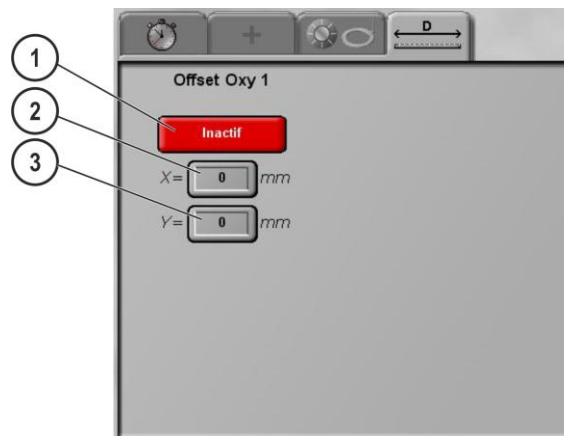 D
Offset Oxy 1
1
Inactif
2
X= 0 mm
3
Y= 0 mm